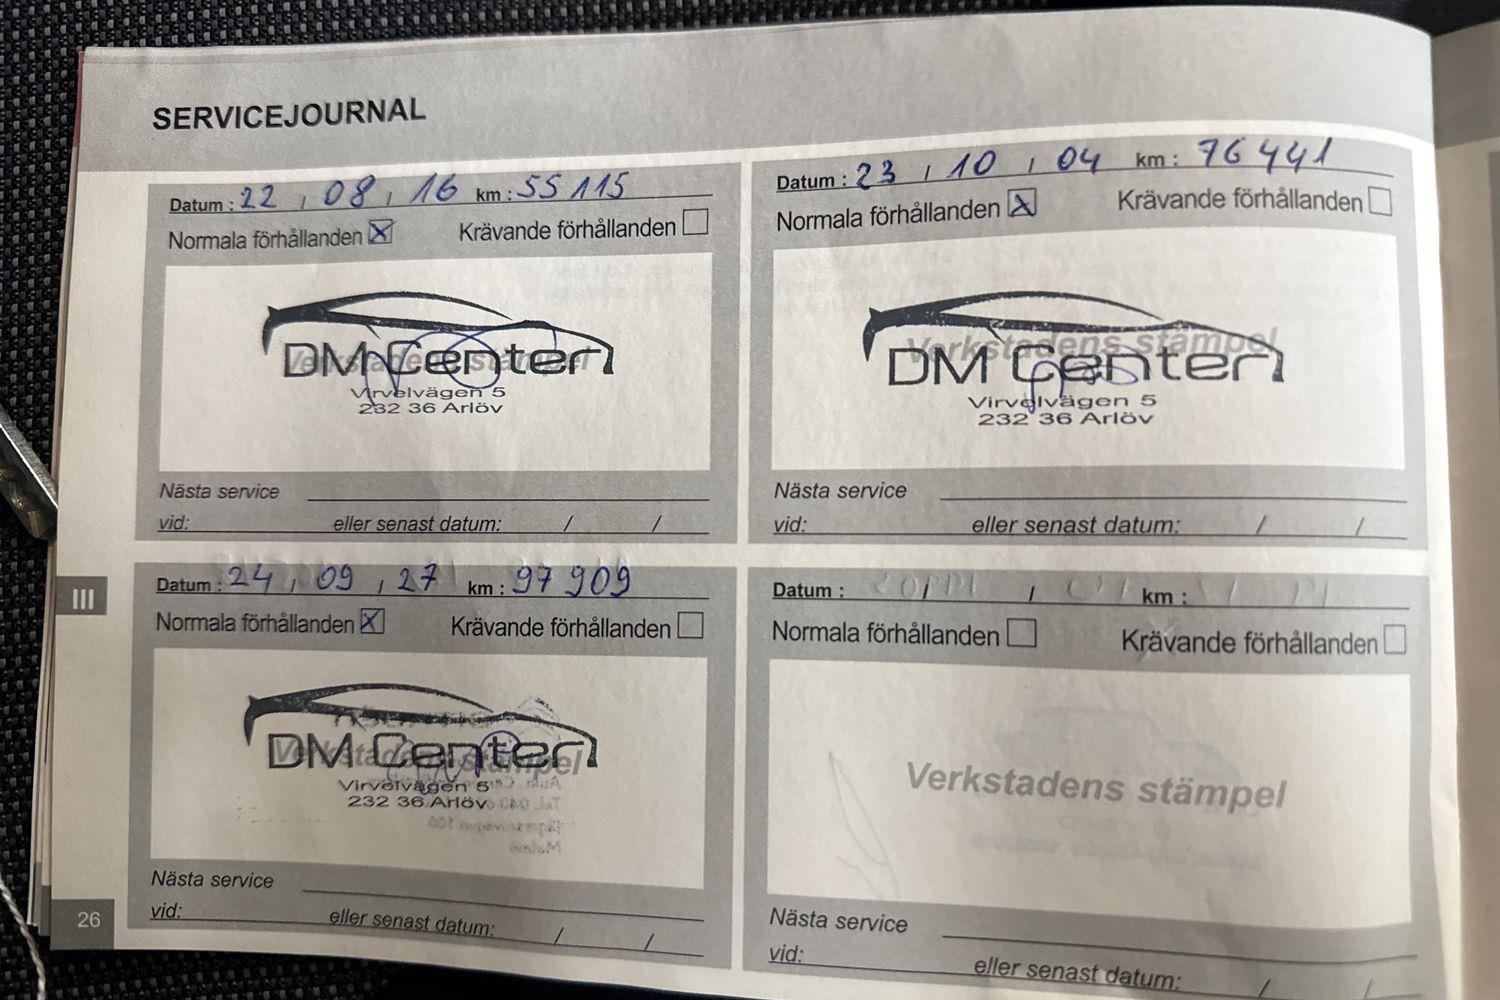 SERVICEJOURNAL
Datum : 22 / 08 / 16 km : 55115
Normala förhållanden X Krävande förhållanden
Verkstadens stämpel
DM Center
Virvelvägen 5
232 36 Arlöv
Nästa service
vid: eller senast datum: / /
Datum : 23 / 10 / 04 km : 76441
Normala förhållanden X Krävande förhållanden
Verkstadens stämpel
DM Center
Virvelvägen 5
232 36 Arlöv
Nästa service
vid: eller senast datum: / /
Datum : 24 / 09 / 27 km : 97909
Normala förhållanden X Krävande förhållanden
Verkstadens stämpel
DM Center
Virvelvägen 5
232 36 Arlöv
Nästa service
vid: eller senast datum: / /
Datum : / / km :
Normala förhållanden Krävande förhållanden
Verkstadens stämpel
Nästa service
vid: eller senast datum: / /
III
26